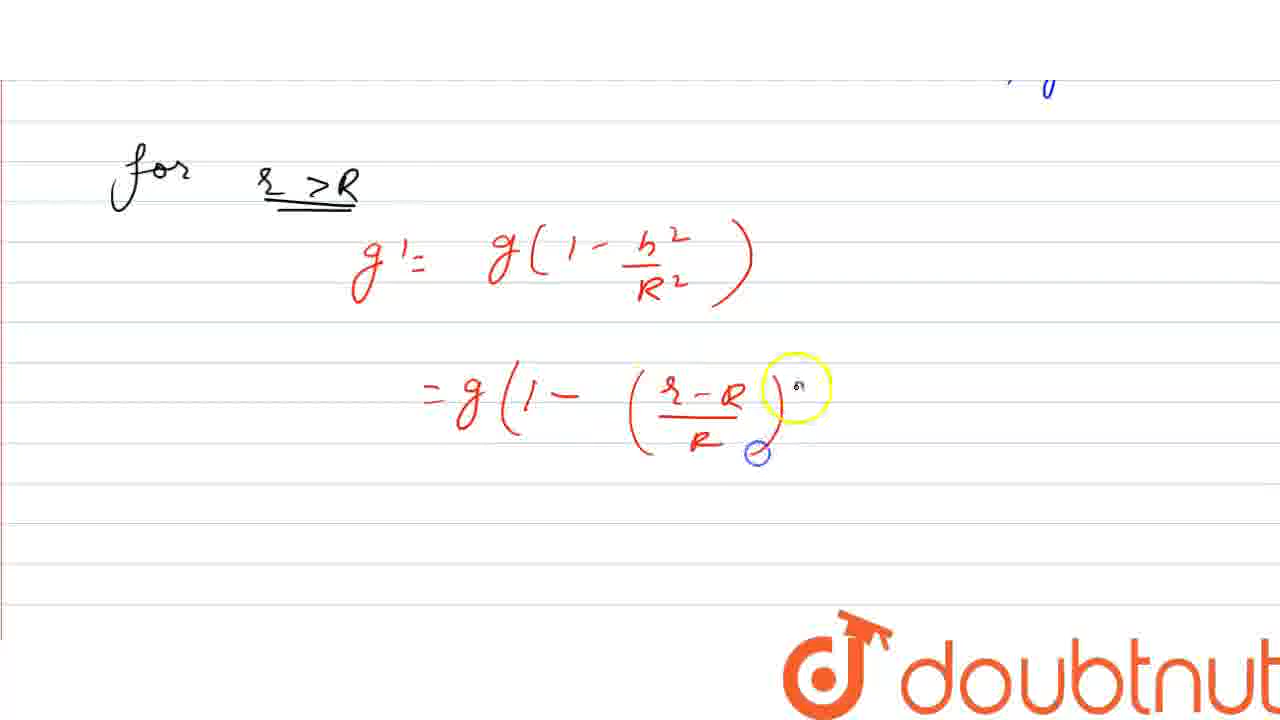 for r > R
g' = g(1 - h²/R²)
= g(1 - (r - R/R)
doubtnut